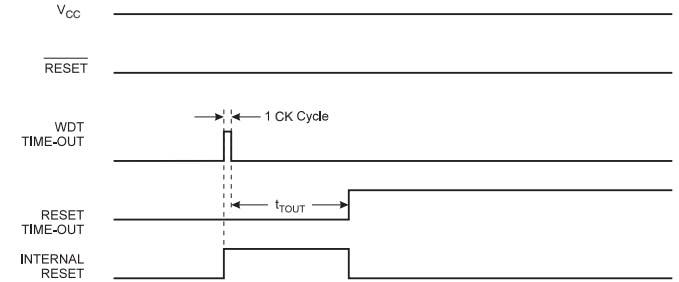 VCC
RESET
1 CK Cycle
WDT
TIME-OUT
tTOUT
RESET
TIME-OUT
INTERNAL
RESET